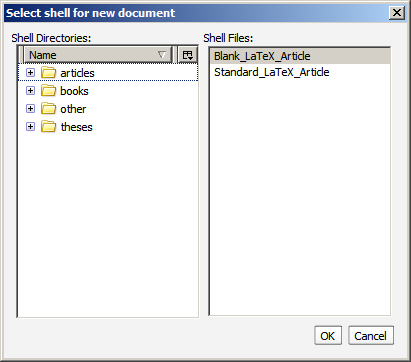 Select shell for new document
Shell Directories:
Name
articles
books
other
theses
Shell Files:
Blank_LaTeX_Article
Standard_LaTeX_Article
OK
Cancel